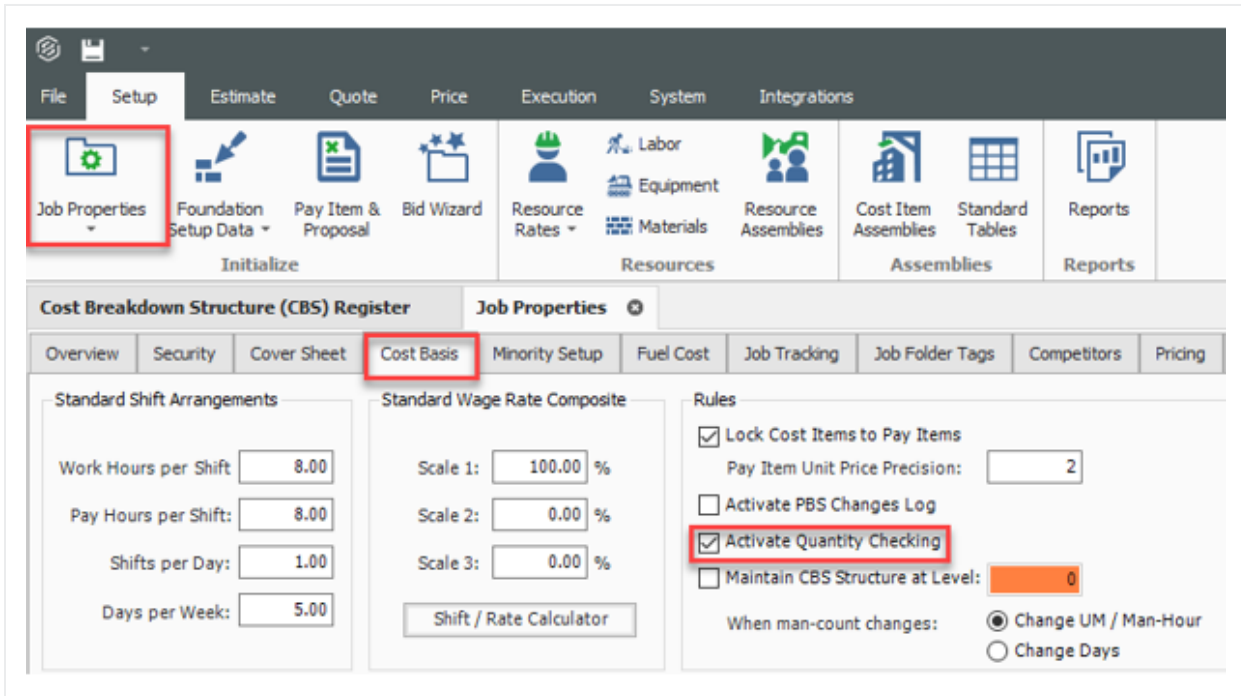 File Setup Estimate Quote Price Execution System Integrations
Job Properties
Foundation Setup Data
Pay Item & Proposal
Bid Wizard
Initialize
Resource Rates
Labor
Equipment
Materials
Resource Assemblies
Resources
Cost Item Assemblies
Standard Tables
Assemblies
Reports
Reports
Cost Breakdown Structure (CBS) Register Job Properties
Overview Security Cover Sheet Cost Basis Minority Setup Fuel Cost Job Tracking Job Folder Tags Competitors Pricing
Standard Shift Arrangements
Work Hours per Shift 8.00
Pay Hours per Shift: 8.00
Shifts per Day: 1.00
Days per Week: 5.00
Standard Wage Rate Composite
Scale 1: 100.00 %
Scale 2: 0.00 %
Scale 3: 0.00 %
Shift / Rate Calculator
Rules
Lock Cost Items to Pay Items
Pay Item Unit Price Precision: 2
Activate PBS Changes Log
Activate Quantity Checking
Maintain CBS Structure at Level: 0
When man-count changes: Change UM / Man-Hour
Change Days